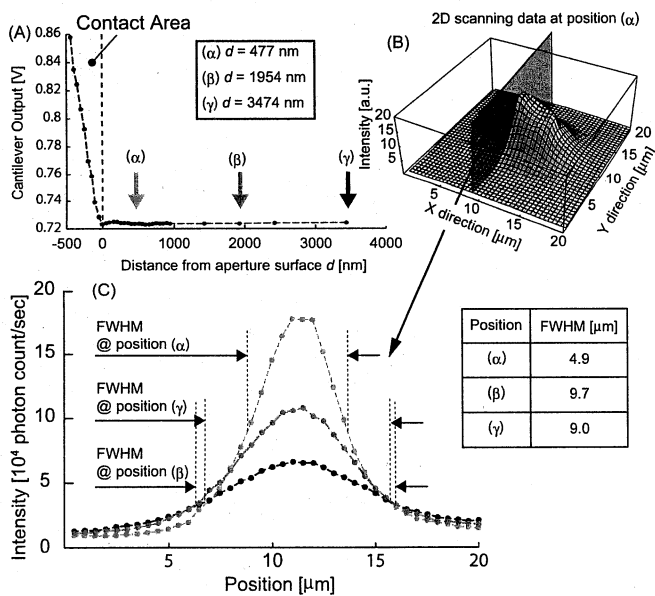 (A)
Contact Area
0.86
0.84
0.82
0.8
0.78
0.76
0.74
0.72
Cantilever Output [V]
(α) d = 477 nm
(β) d = 1954 nm
(γ) d = 3474 nm
(α)
(β)
(γ)
-500
0
1000
2000
3000
4000
Distance from aperture surface d [nm]
2D scanning data at position (α)
(B)
Intensity [a.u.]
20
15
10
5
5
10
15
20
X direction [μm]
5
10
15
20
Y direction [μm]
(C)
20
15
10
5
0
Intensity [10⁴ photon count/sec]
FWHM
@ position (α)
FWHM
@ position (γ)
FWHM
@ position (β)
5
10
15
20
Position [μm]
Position FWHM [μm]
(α) 4.9
(β) 9.7
(γ) 9.0